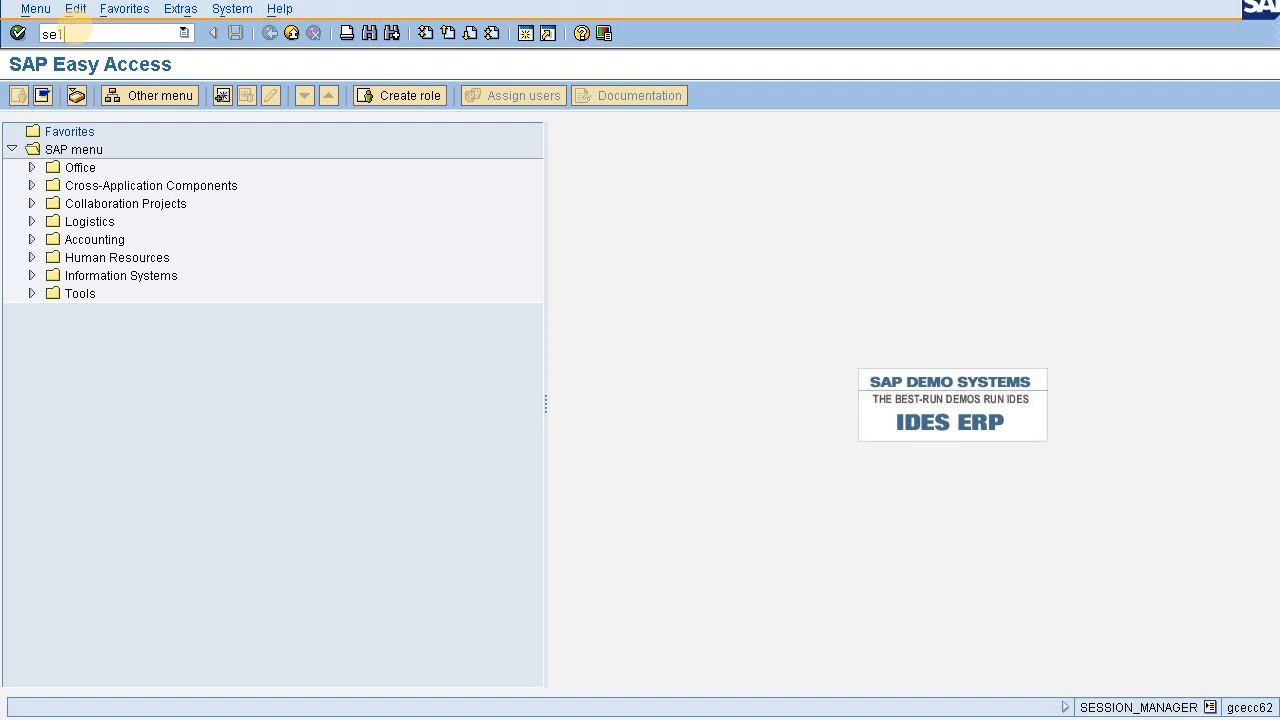 Menu Edit Favorites Extras System Help
SA
se1
SAP Easy Access
Other menu Create role Assign users Documentation
Favorites
SAP menu
Office
Cross-Application Components
Collaboration Projects
Logistics
Accounting
Human Resources
Information Systems
Tools
SAP DEMO SYSTEMS
THE BEST-RUN DEMOS RUN IDES
IDES ERP
SESSION_MANAGER gcecc62